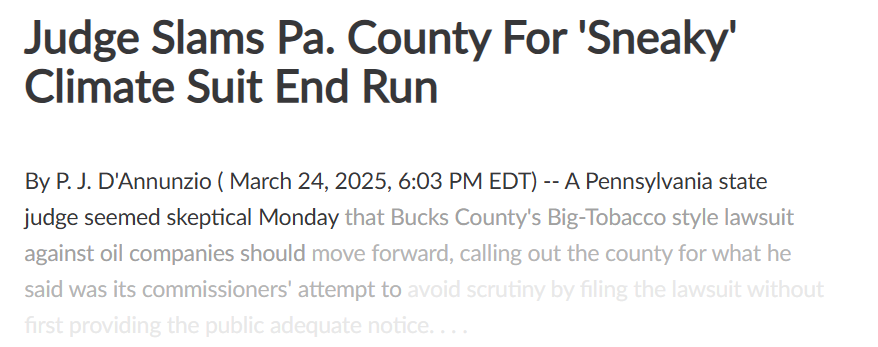 Judge Slams Pa. County For 'Sneaky'
Climate Suit End Run
By P. J. D'Annunzio ( March 24, 2025, 6:03 PM EDT) -- A Pennsylvania state
judge seemed skeptical Monday that Bucks County's Big-Tobacco style lawsuit
against oil companies should move forward, calling out the county for what he
said was its commissioners' attempt to avoid scrutiny by filing the lawsuit without
first providing the public adequate notice. . . .